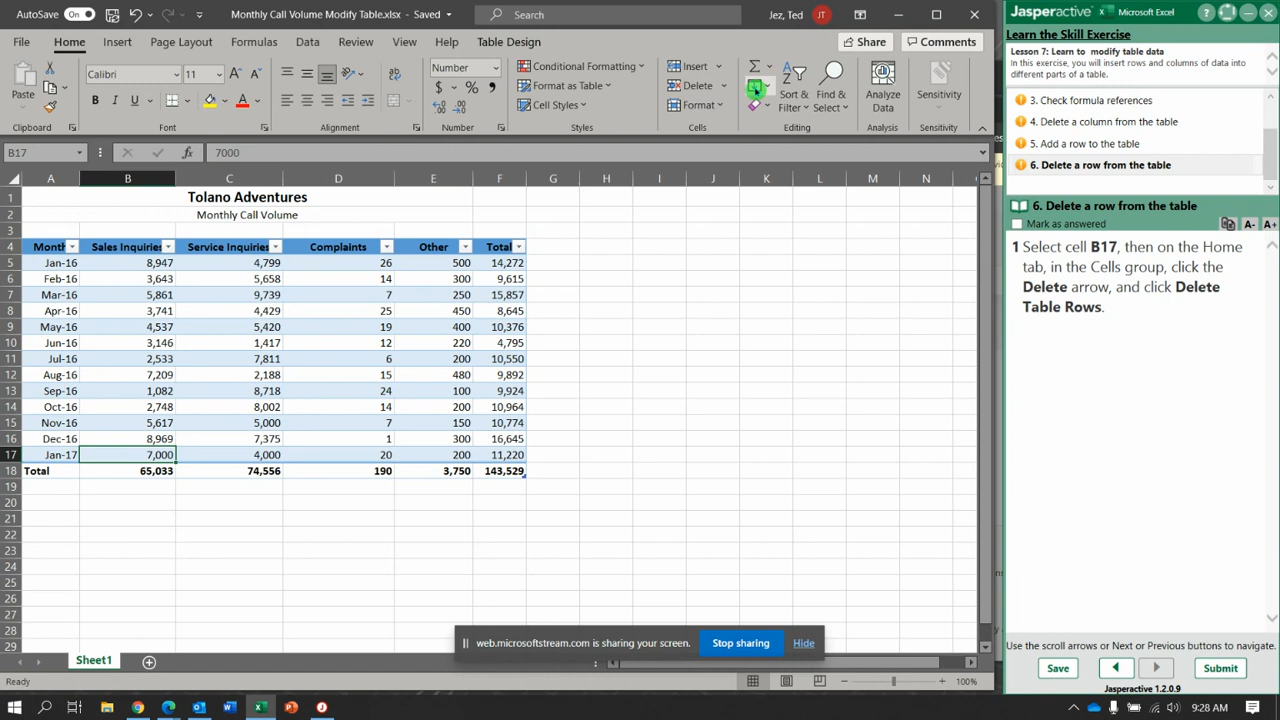 AutoSave On Monthly Call Volume Modify Table.xlsx - Saved Search Jez, Ted JT
File Home Insert Page Layout Formulas Data Review View Help Table Design Share Comments
Paste Calibri 11 Number Conditional Formatting Insert
B I U Format as Table Delete Sort & Find & Analyze Sensitivity
Cell Styles Format Filter Select Data
Clipboard Font Alignment Number Styles Cells Editing Analysis Sensitivity
B17 fx 7000
A B C D E F G H I J K L M N
1 Tolano Adventures
2 Monthly Call Volume
3
4 Month Sales Inquiries Service Inquiries Complaints Other Total
5 Jan-16 8,947 4,799 26 500 14,272
6 Feb-16 3,643 5,658 14 300 9,615
7 Mar-16 5,861 9,739 7 250 15,857
8 Apr-16 3,741 4,429 25 450 8,645
9 May-16 4,537 5,420 19 400 10,376
10 Jun-16 3,146 1,417 12 220 4,795
11 Jul-16 2,533 7,811 6 200 10,550
12 Aug-16 7,209 2,188 15 480 9,892
13 Sep-16 1,082 8,718 24 100 9,924
14 Oct-16 2,748 8,002 14 200 10,964
15 Nov-16 5,617 5,000 7 150 10,774
16 Dec-16 8,969 7,375 1 300 16,645
17 Jan-17 7,000 4,000 20 200 11,220
18 Total 65,033 74,556 190 3,750 143,529
19
20
21
22
23
24
25
26
27
28
29
web.microsoftstream.com is sharing your screen. Stop sharing Hide
Sheet1
Ready 100%
Jasperactive Microsoft Excel
Learn the Skill Exercise
Lesson 7: Learn to modify table data
In this exercise, you will insert rows and columns of data into
different parts of a table.
3. Check formula references
4. Delete a column from the table
5. Add a row to the table
6. Delete a row from the table
6. Delete a row from the table
Mark as answered A- A+
1 Select cell B17, then on the Home
tab, in the Cells group, click the
Delete arrow, and click Delete
Table Rows.
Use the scroll arrows or Next or Previous buttons to navigate.
Save Submit
Jasperactive 1.2.0.9
9:28 AM